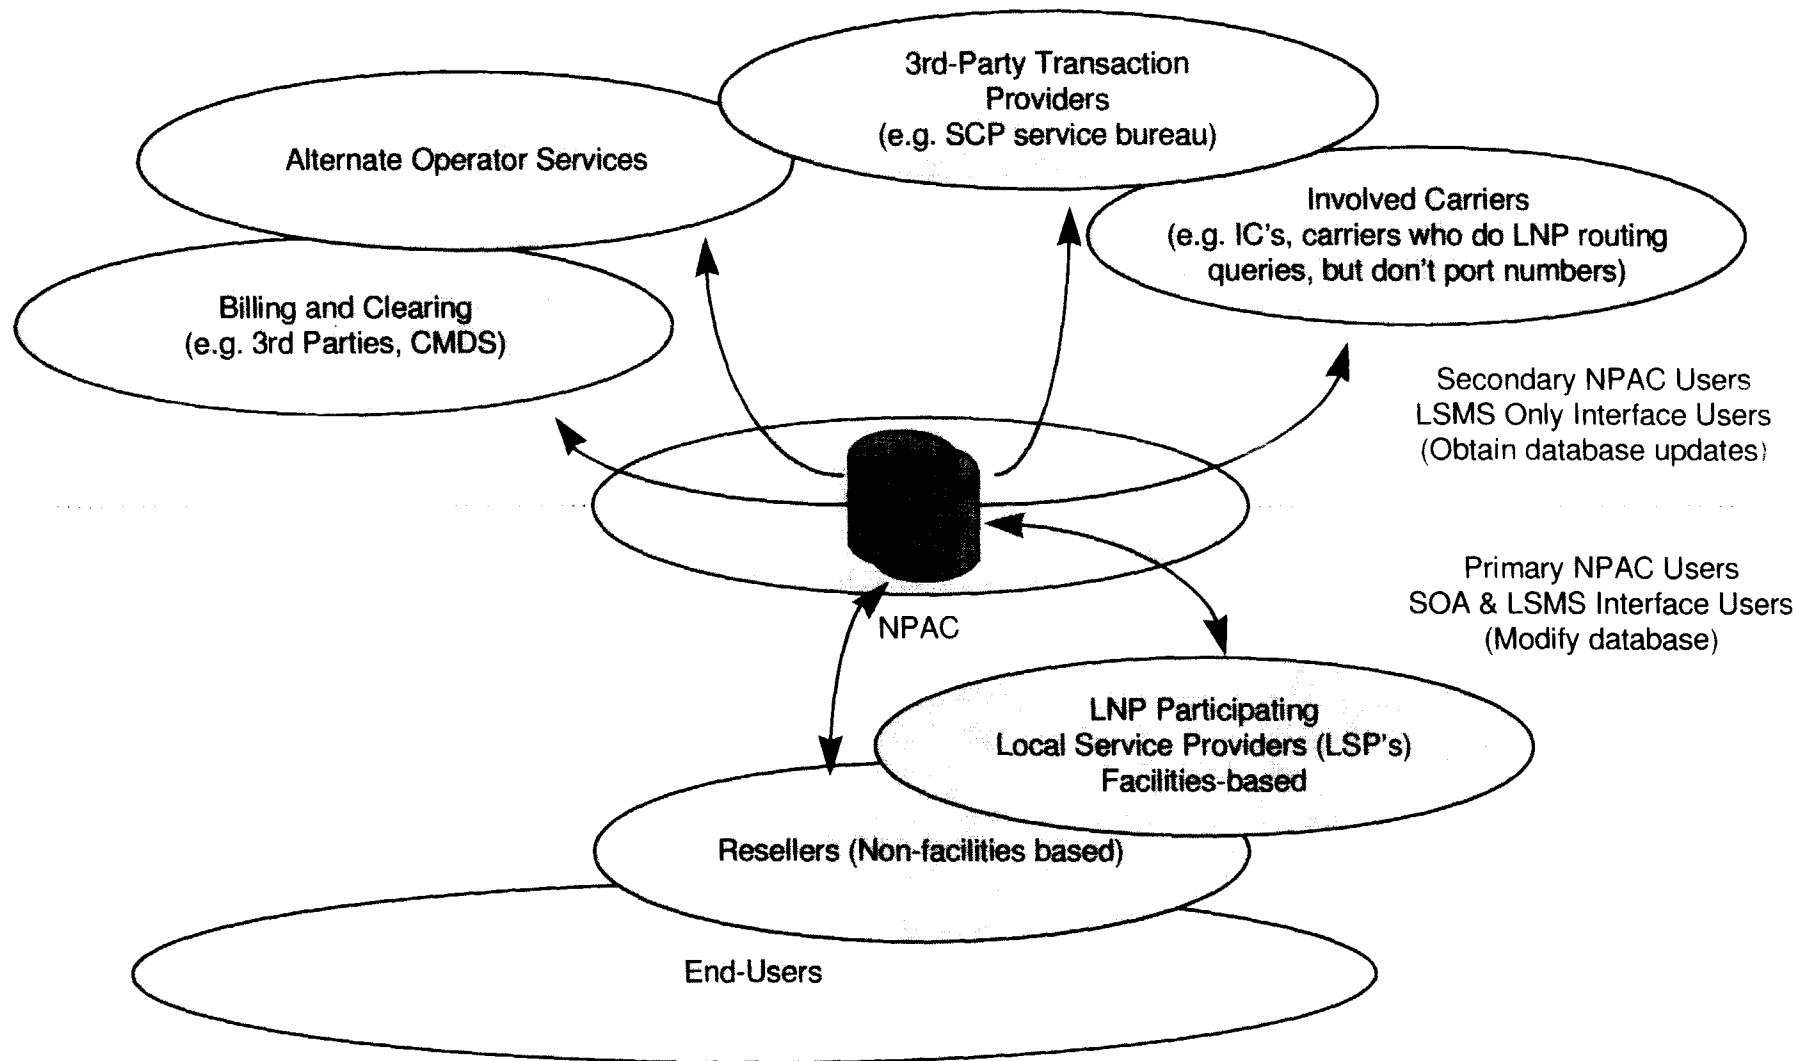 3rd-Party Transaction
Providers
(e.g. SCP service bureau)
Alternate Operator Services
Involved Carriers
(e.g. IC's, carriers who do LNP routing
queries, but don't port numbers)
Billing and Clearing
(e.g. 3rd Parties, CMDS)
Secondary NPAC Users
LSMS Only Interface Users
(Obtain database updates)
Primary NPAC Users
SOA & LSMS Interface Users
(Modify database)
NPAC
LNP Participating
Local Service Providers (LSP's)
Facilities-based
Resellers (Non-facilities based)
End-Users